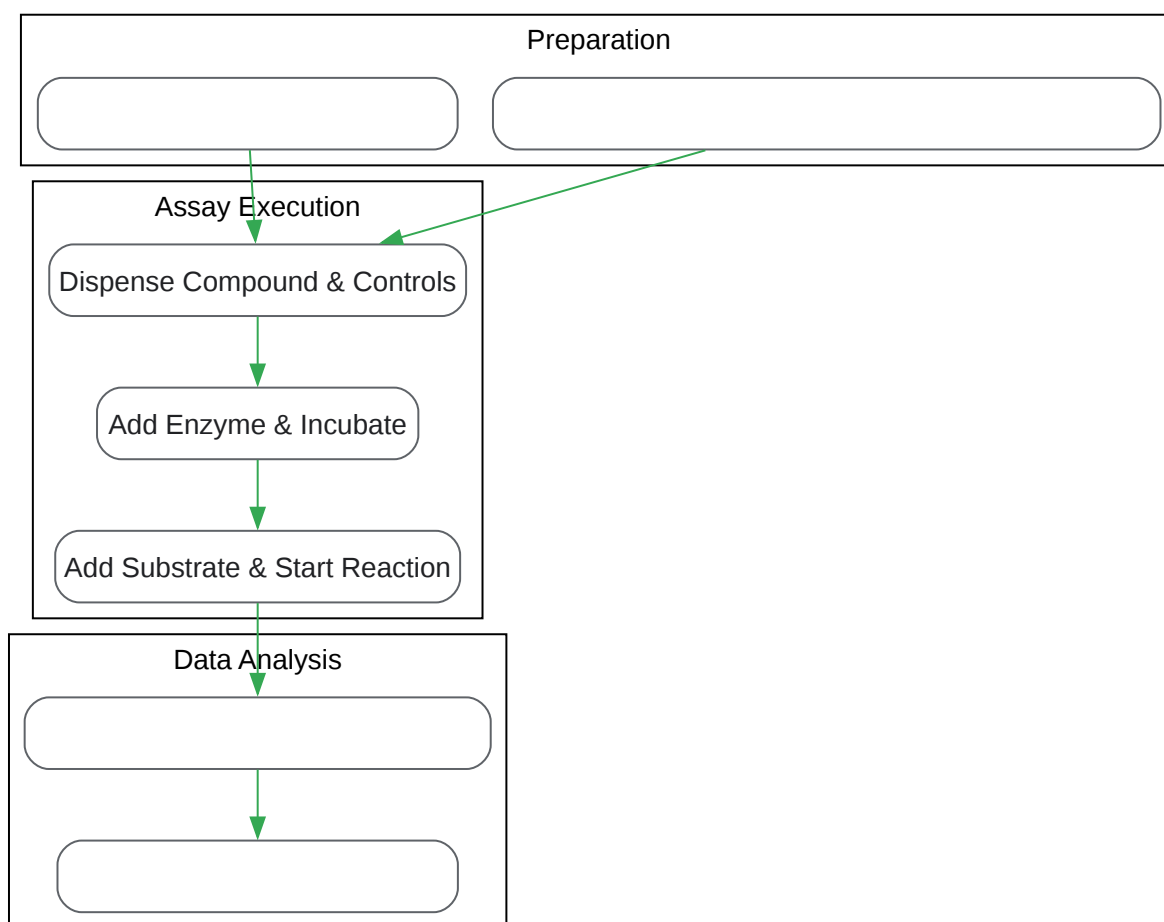 Preparation
Assay Execution
Dispense Compound & Controls
Add Enzyme & Incubate
Add Substrate & Start Reaction
Data Analysis